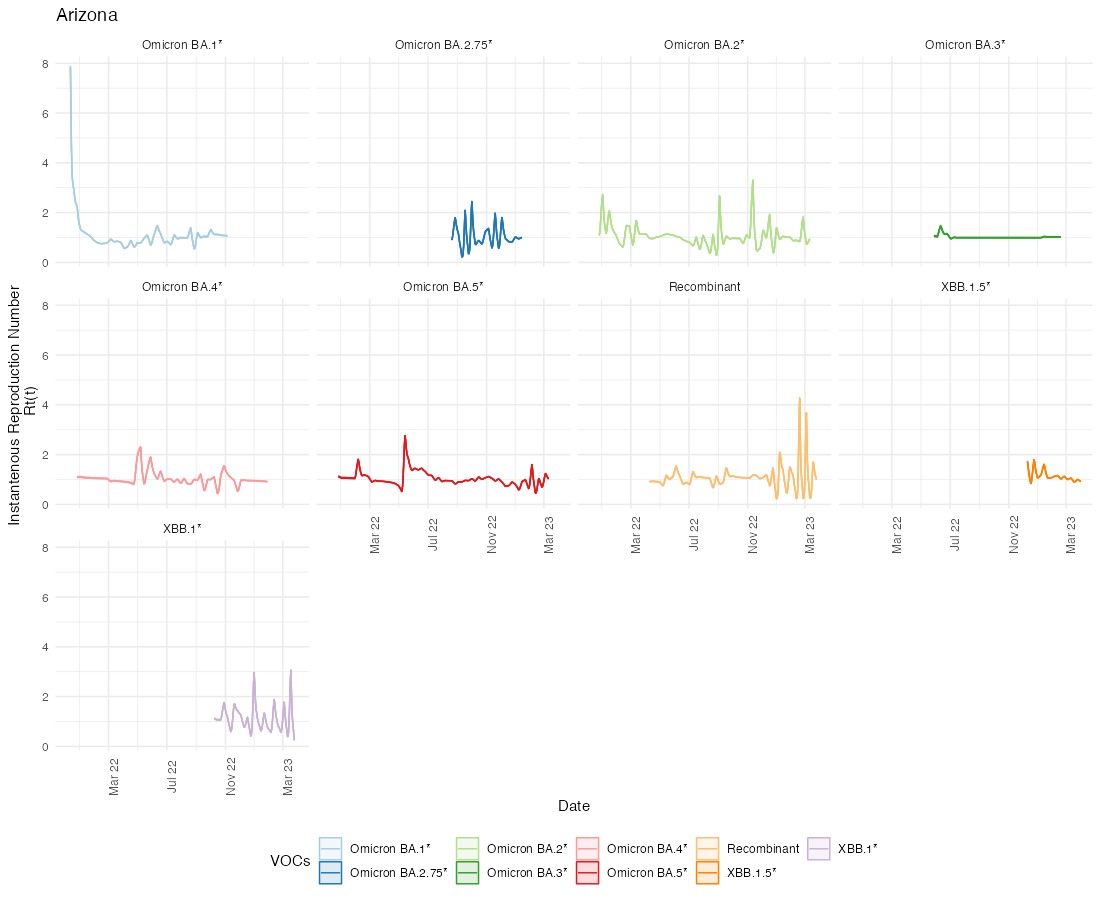 Arizona
Omicron BA.1*
Omicron BA.2.75*
Omicron BA.2*
Omicron BA.3*
8
6
4
2
0
Omicron BA.4*
Omicron BA.5*
Recombinant
XBB.1.5*
8
6
4
2
0
Instantenous Reproduction Number
Rt(t)
Mar 22
Jul 22
Nov 22
Mar 23
Mar 22
Jul 22
Nov 22
Mar 23
Mar 22
Jul 22
Nov 22
Mar 23
XBB.1*
8
6
4
2
0
Mar 22
Jul 22
Nov 22
Mar 23
Date
VOCs
Omicron BA.1*
Omicron BA.2*
Omicron BA.4*
Recombinant
XBB.1*
Omicron BA.2.75*
Omicron BA.3*
Omicron BA.5*
XBB.1.5*